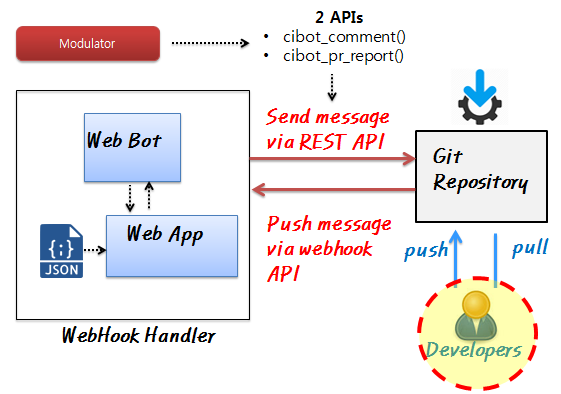 2 APIs
Modulator
• cibot_comment()
• cibot_pr_report()
Send message
via REST API
Web Bot
Git
Repository
Web App
Push message
via webhook
API
{;}
JSON
push
pull
WebHook Handler
Developers